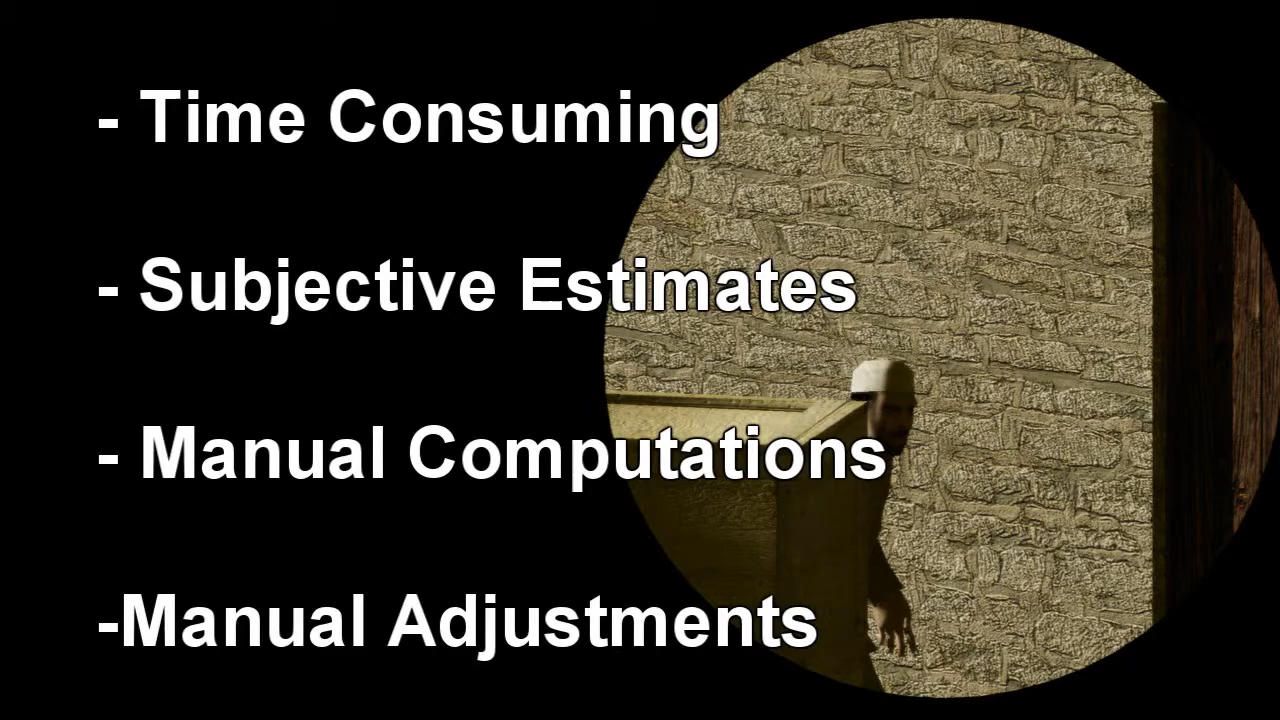 - Time Consuming
- Subjective Estimates
- Manual Computations
-Manual Adjustments